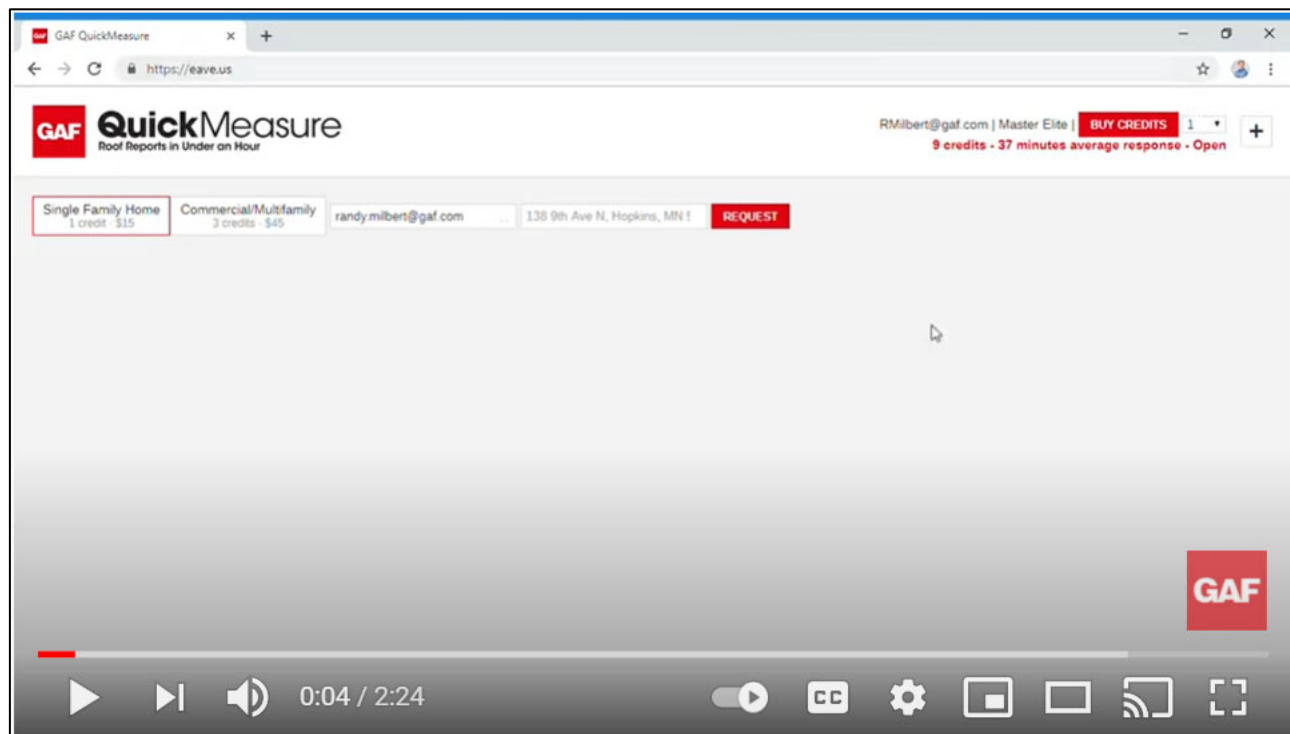 GAF QuickMeasure
https://eave.us
GAF QuickMeasure
Roof Reports in Under an Hour
RMilbert@gaf.com | Master Elite | BUY CREDITS 1
9 credits - 37 minutes average response - Open
Single Family Home
1 credit - $15
Commercial/Multifamily
3 credits - $45
randy.milbert@gaf.com
138 9th Ave N, Hopkins, MN
REQUEST
GAF
0:04 / 2:24
CC